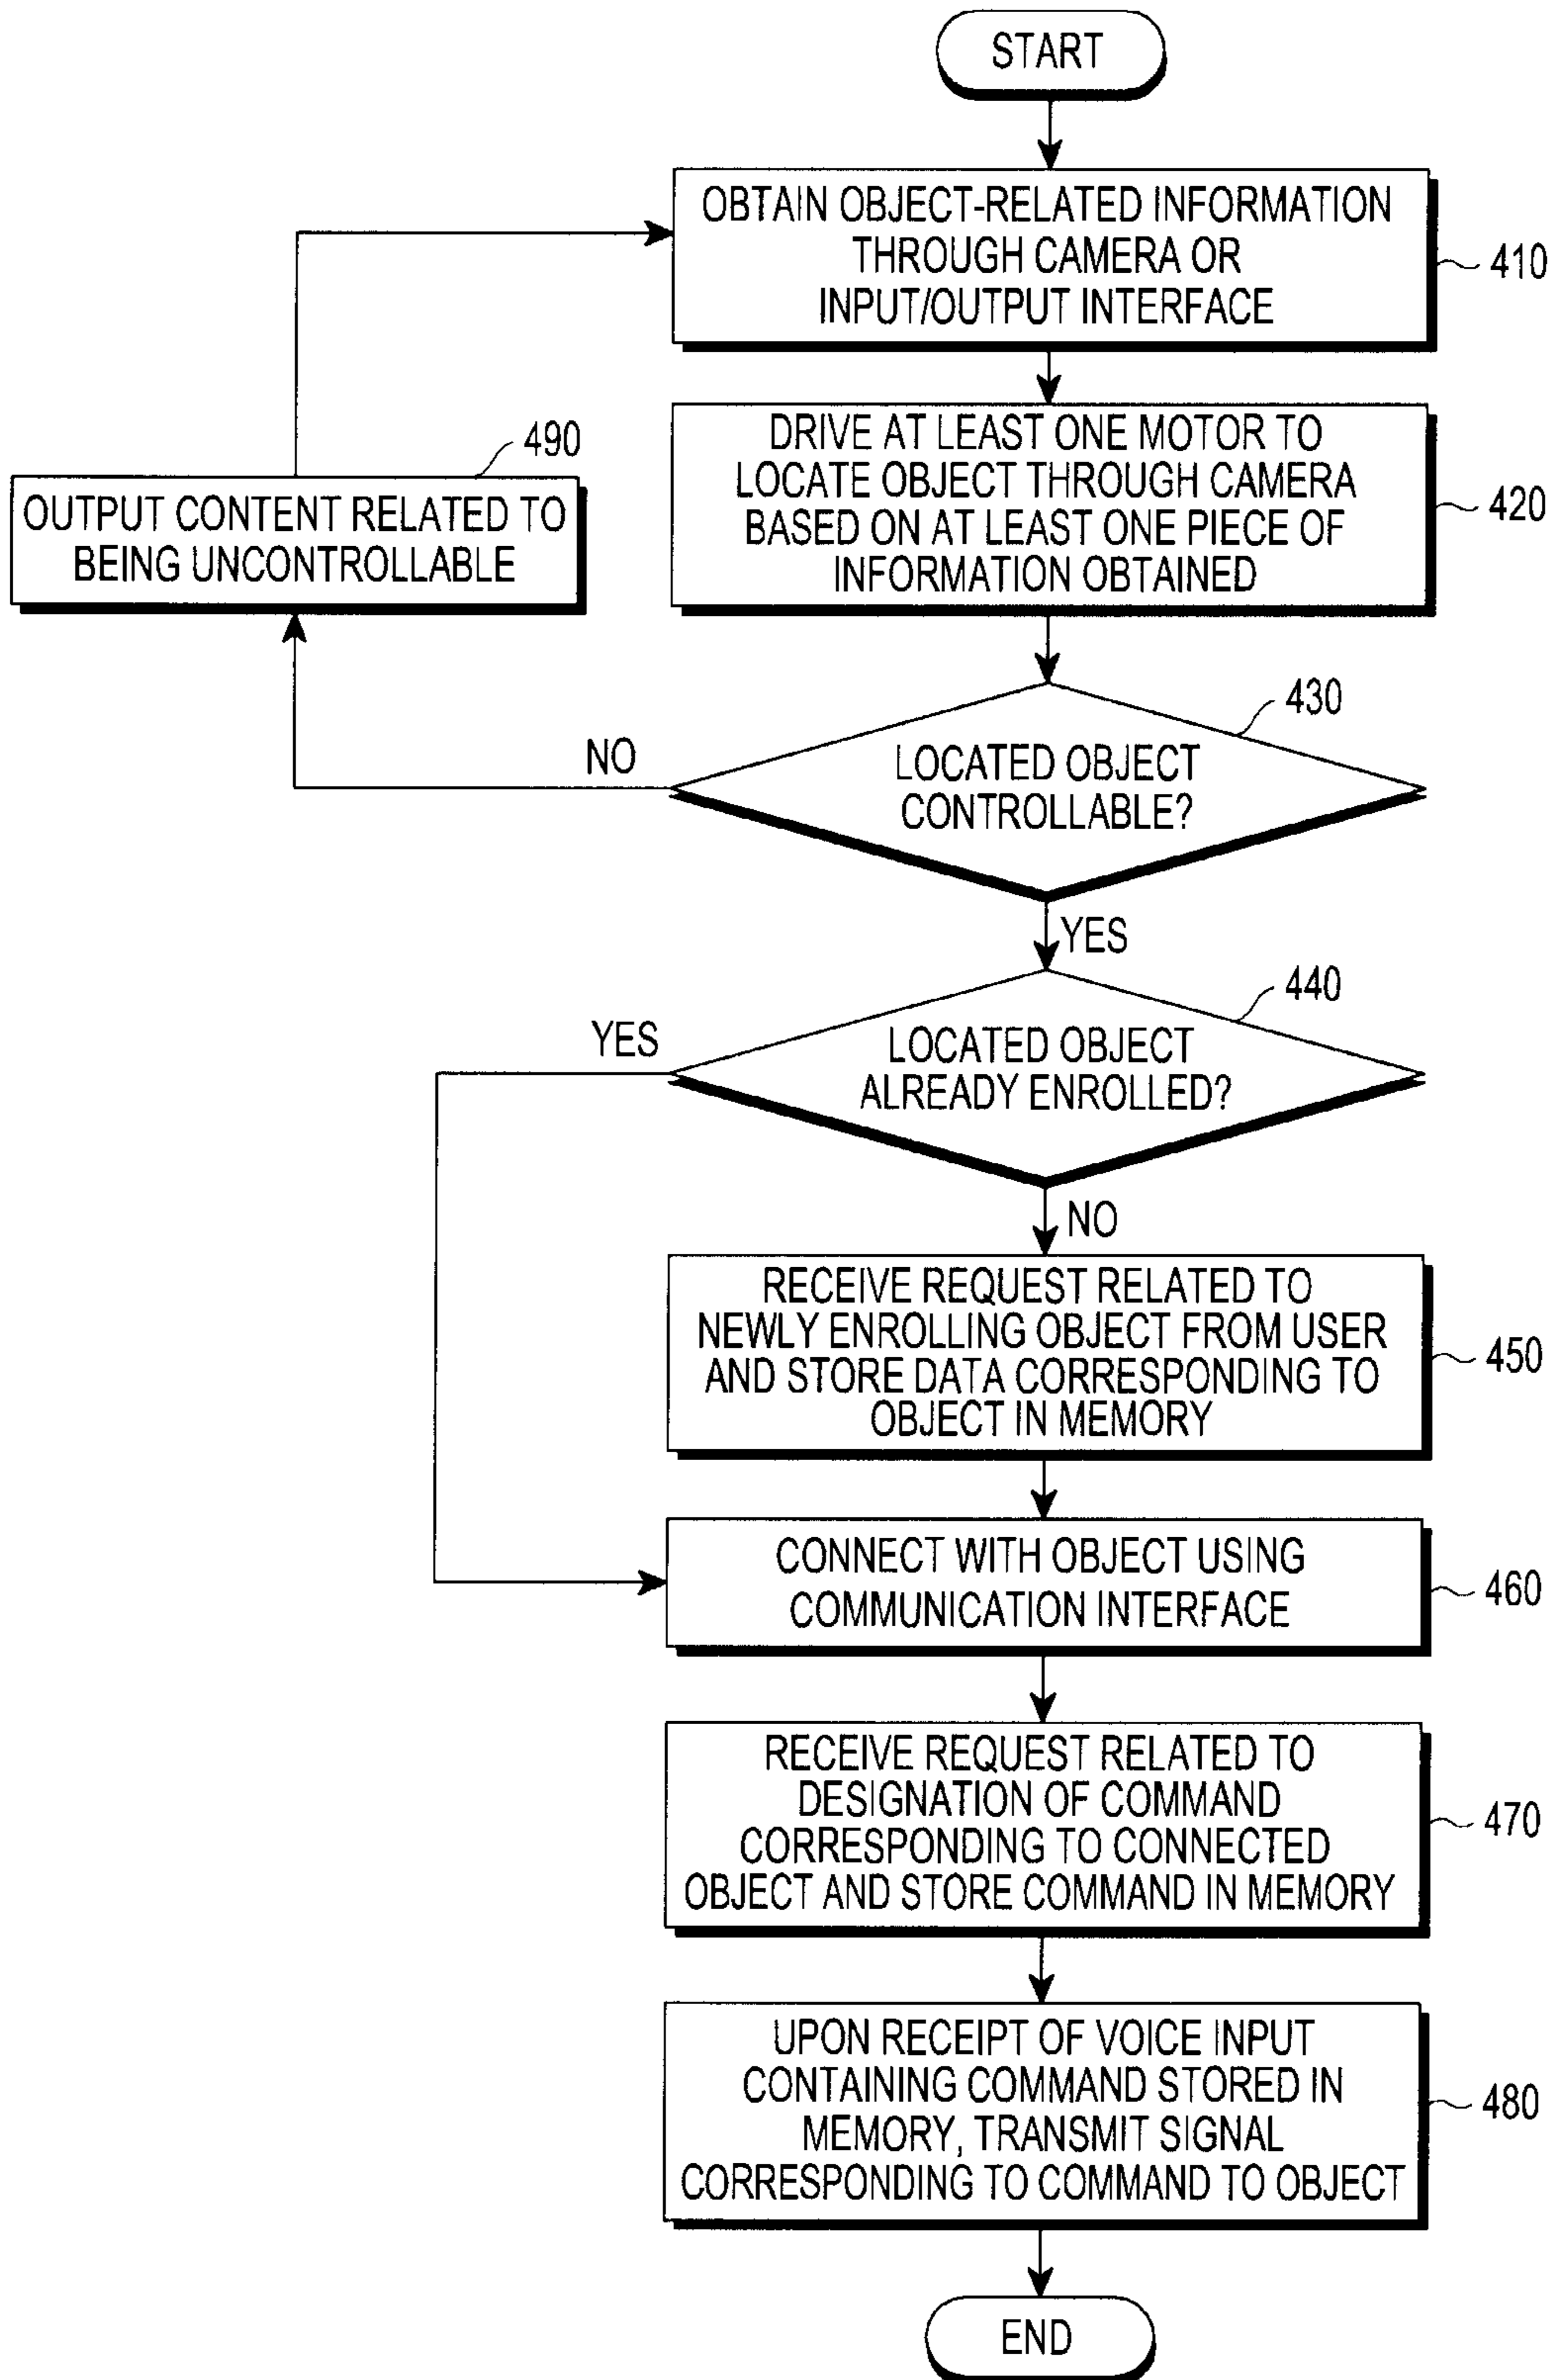 START
OBTAIN OBJECT-RELATED INFORMATION
THROUGH CAMERA OR
INPUT/OUTPUT INTERFACE
410
DRIVE AT LEAST ONE MOTOR TO
LOCATE OBJECT THROUGH CAMERA
BASED ON AT LEAST ONE PIECE OF
INFORMATION OBTAINED
420
490
OUTPUT CONTENT RELATED TO
BEING UNCONTROLLABLE
430
NO
LOCATED OBJECT
CONTROLLABLE?
YES
440
YES
LOCATED OBJECT
ALREADY ENROLLED?
NO
RECEIVE REQUEST RELATED TO
NEWLY ENROLLING OBJECT FROM USER
AND STORE DATA CORRESPONDING TO
OBJECT IN MEMORY
450
CONNECT WITH OBJECT USING
COMMUNICATION INTERFACE
460
RECEIVE REQUEST RELATED TO
DESIGNATION OF COMMAND
CORRESPONDING TO CONNECTED
OBJECT AND STORE COMMAND IN MEMORY
470
UPON RECEIPT OF VOICE INPUT
CONTAINING COMMAND STORED IN
MEMORY, TRANSMIT SIGNAL
CORRESPONDING TO COMMAND TO OBJECT
480
END